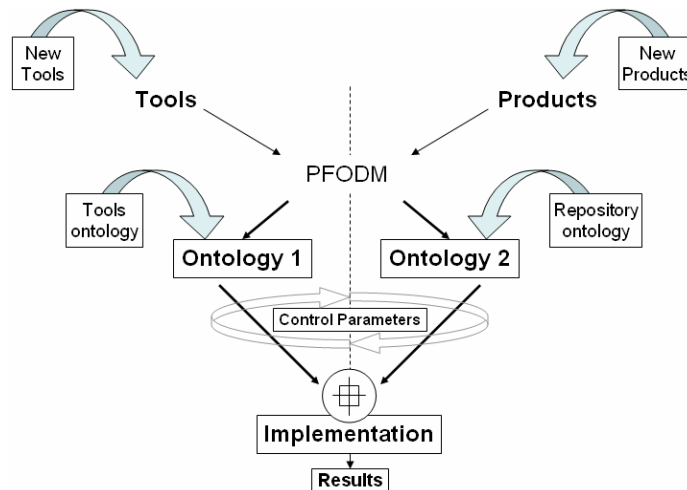 New
Tools
New
Products
Tools
Products
PFODM
Tools
ontology
Repository
ontology
Ontology 1
Ontology 2
Control Parameters
Implementation
Results